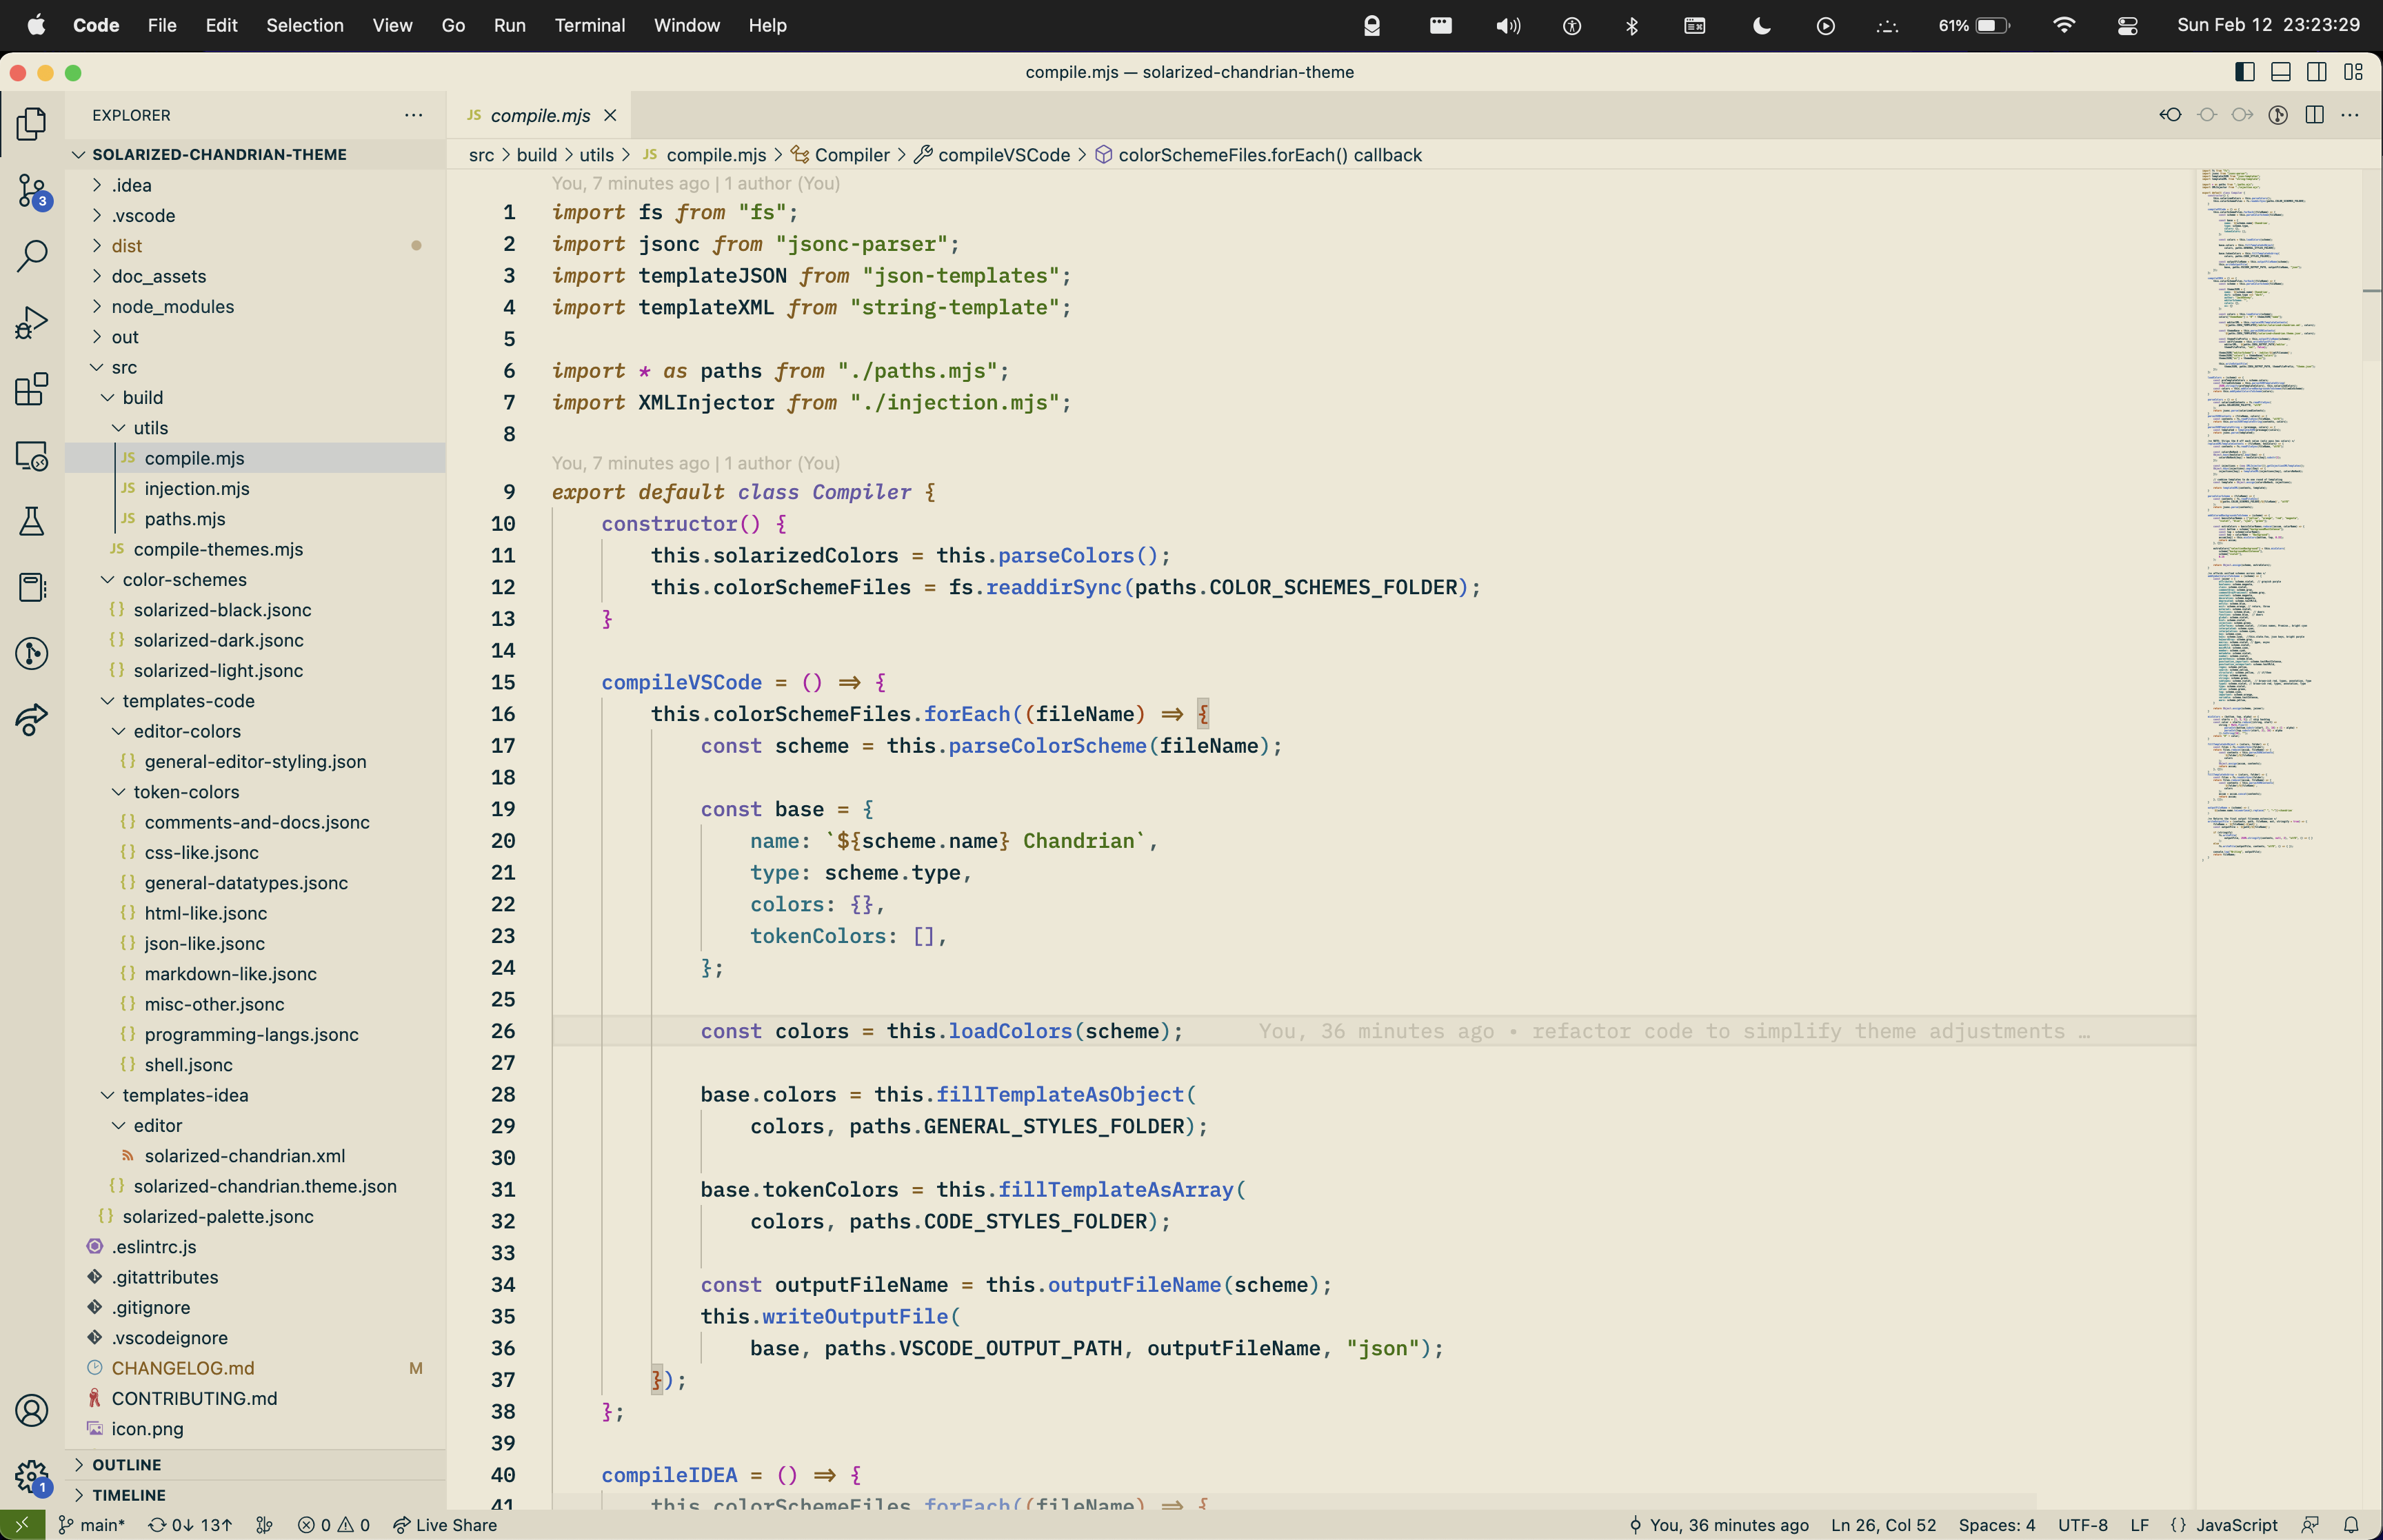 Code File Edit Selection View Go Run Terminal Window Help 61% Sun Feb 12 23:23:29
compile.mjs — solarized-chandrian-theme
EXPLORER
SOLARIZED-CHANDRIAN-THEME
.idea
.vscode
dist
doc_assets
node_modules
out
src
build
utils
JS compile.mjs
JS injection.mjs
JS paths.mjs
JS compile-themes.mjs
color-schemes
{} solarized-black.jsonc
{} solarized-dark.jsonc
{} solarized-light.jsonc
templates-code
editor-colors
{} general-editor-styling.json
token-colors
{} comments-and-docs.jsonc
{} css-like.jsonc
{} general-datatypes.jsonc
{} html-like.jsonc
{} json-like.jsonc
{} markdown-like.jsonc
{} misc-other.jsonc
{} programming-langs.jsonc
{} shell.jsonc
templates-idea
editor
solarized-chandrian.xml
{} solarized-chandrian.theme.json
{} solarized-palette.jsonc
.eslintrc.js
.gitattributes
.gitignore
.vscodeignore
CHANGELOG.md M
CONTRIBUTING.md
icon.png
OUTLINE
TIMELINE
3
1
JS compile.mjs
src > build > utils > JS compile.mjs > Compiler > compileVSCode > colorSchemeFiles.forEach() callback
You, 7 minutes ago | 1 author (You)
1 import fs from "fs";
2 import jsonc from "jsonc-parser";
3 import templateJSON from "json-templates";
4 import templateXML from "string-template";
5
6 import * as paths from "./paths.mjs";
7 import XMLInjector from "./injection.mjs";
8
You, 7 minutes ago | 1 author (You)
9 export default class Compiler {
10 constructor() {
11 this.solarizedColors = this.parseColors();
12 this.colorSchemeFiles = fs.readdirSync(paths.COLOR_SCHEMES_FOLDER);
13 }
14
15 compileVSCode = () => {
16 this.colorSchemeFiles.forEach((fileName) => {
17 const scheme = this.parseColorScheme(fileName);
18
19 const base = {
20 name: `${scheme.name} Chandrian`,
21 type: scheme.type,
22 colors: {},
23 tokenColors: [],
24 };
25
26 const colors = this.loadColors(scheme); You, 36 minutes ago • refactor code to simplify theme adjustments …
27
28 base.colors = this.fillTemplateAsObject(
29 colors, paths.GENERAL_STYLES_FOLDER);
30
31 base.tokenColors = this.fillTemplateAsArray(
32 colors, paths.CODE_STYLES_FOLDER);
33
34 const outputFileName = this.outputFileName(scheme);
35 this.writeOutputFile(
36 base, paths.VSCODE_OUTPUT_PATH, outputFileName, "json");
37 });
38 };
39
40 compileIDEA = () => {
41 this.colorSchemeFiles.forEach((fileName) => {
main* 0↓ 13↑ 0 0 Live Share You, 36 minutes ago Ln 26, Col 52 Spaces: 4 UTF-8 LF {} JavaScript